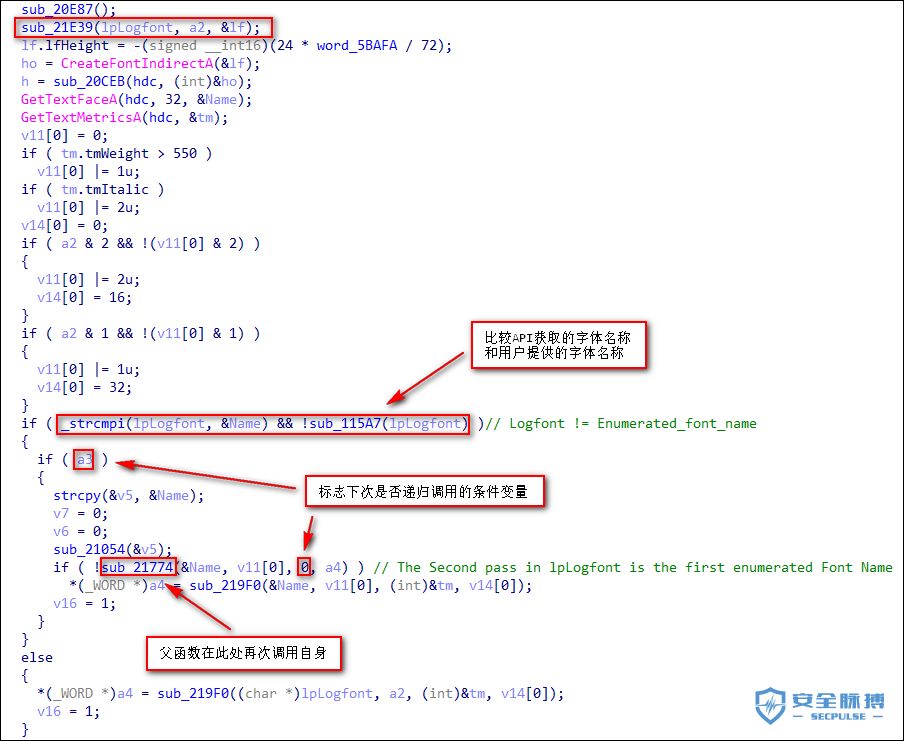 sub_20E87();
sub_21E39(lpLogfont, a2, &lf);
lf.lfHeight = -(signed __int16)(24 * word_5BAFA / 72);
ho = CreateFontIndirectA(&lf);
h = sub_20CEB(hdc, (int)&ho);
GetTextFaceA(hdc, 32, &Name);
GetTextMetricsA(hdc, &tm);
v11[0] = 0;
if ( tm.tmWeight > 550 )
v11[0] |= 1u;
if ( tm.tmItalic )
v11[0] |= 2u;
v14[0] = 0;
if ( a2 & 2 && !(v11[0] & 2) )
{
v11[0] |= 2u;
v14[0] = 16;
}
if ( a2 & 1 && !(v11[0] & 1) )
{
v11[0] |= 1u;
v14[0] = 32;
}
比较API获取的字体名称
和用户提供的字体名称
if ( _strcmpi(lpLogfont, &Name) && !sub_115A7(lpLogfont) )// Logfont != Enumerated_font_name
{
if ( a3 )
{
标志下次是否递归调用的条件变量
strcpy(&v5, &Name);
v7 = 0;
v6 = 0;
sub_21054(&v5);
if ( !sub_21774(&Name, v11[0], 0, a4) ) // The Second pass in lpLogfont is the first enumerated Font Name
*(_WORD *)a4 = sub_219F0(&Name, v11[0], (int)&tm, v14[0]);
v16 = 1;
}
}
父函数在此处再次调用自身
else
{
*(_WORD *)a4 = sub_219F0((char *)lpLogfont, a2, (int)&tm, v14[0]);
v16 = 1;
}
安全脉搏
SECPULSE